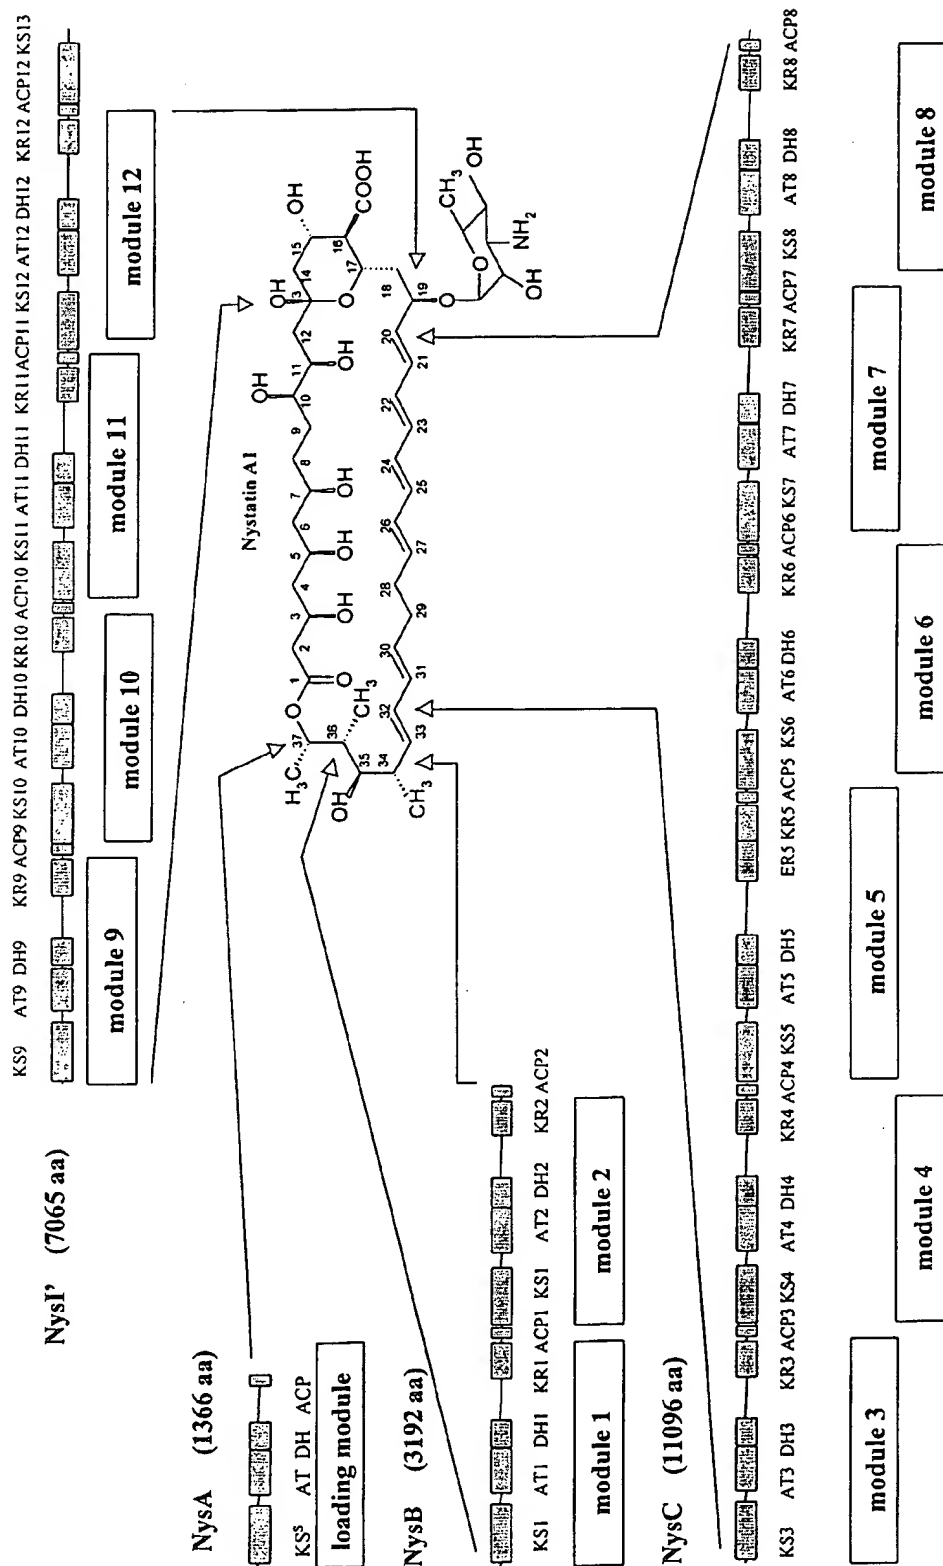 NysI' (7065 aa)
KS9 AT9 DH9 KR9 ACP9 KS10 AT10 DH10 KR10 ACP10 KS11 AT11 DH11 KR11 ACP11 KS12 AT12 DH12 KR12 ACP12 KS13
module 9
module 10
module 11
module 12
NysA (1366 aa)
KSS AT DH ACP
loading module
Nystatin A1
H3C
37
O
1
O
2
3
OH
4
5
OH
6
7
OH
8
9
10
OH
11
OH
12
13
OH
14
15
OH
16
COOH
17
O
18
19
O
CH3
OH
O
NH2
OH
20
21
22
23
24
25
26
27
28
29
30
31
32
33
34
CH3
35
OH
36
CH3
NysB (3192 aa)
KS1 AT1 DH1 KR1 ACP1 KS1 AT2 DH2 KR2 ACP2
module 1
module 2
NysC (11096 aa)
KS3 AT3 DH3 KR3 ACP3 KS4 AT4 DH4 KR4 ACP4 KS5 AT5 DH5 ER5 KR5 ACP5 KS6 AT6 DH6 KR6 ACP6 KS7 AT7 DH7 KR7 ACP7 KS8 AT8 DH8 KR8 ACP8
module 3
module 4
module 5
module 6
module 7
module 8